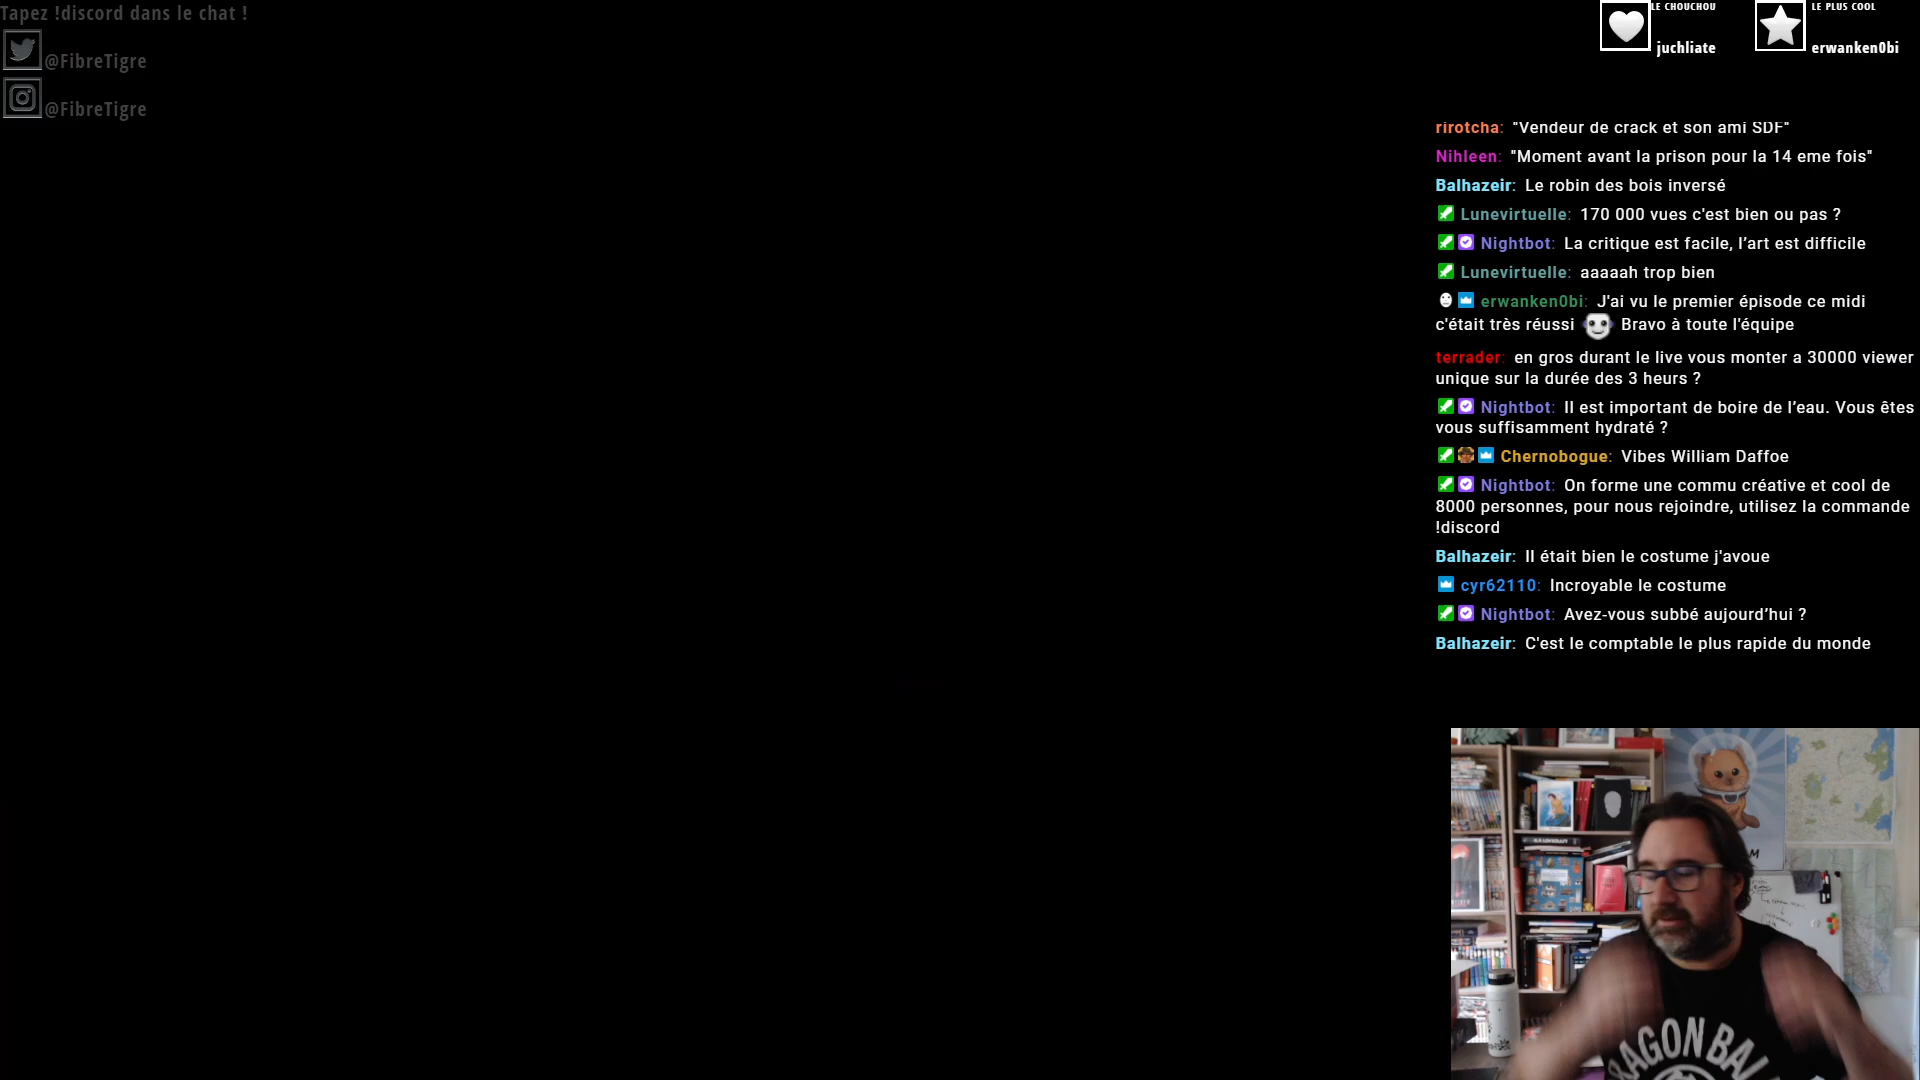 Tapez !discord dans le chat !
@FibreTigre
@FibreTigre
LE CHOUCHOU
juchliate
LE PLUS COOL
erwanken0bi
rirotcha: "Vendeur de crack et son ami SDF"
Nihleen: "Moment avant la prison pour la 14 eme fois"
Balhazeir: Le robin des bois inversé
Lunevirtuelle: 170 000 vues c'est bien ou pas ?
Nightbot: La critique est facile, l’art est difficile
Lunevirtuelle: aaaaah trop bien
erwanken0bi: J'ai vu le premier épisode ce midi
c'était très réussi Bravo à toute l'équipe
terrader: en gros durant le live vous monter a 30000 viewer
unique sur la durée des 3 heurs ?
Nightbot: Il est important de boire de l’eau. Vous êtes
vous suffisamment hydraté ?
Chernobogue: Vibes William Daffoe
Nightbot: On forme une commu créative et cool de
8000 personnes, pour nous rejoindre, utilisez la commande
!discord
Balhazeir: Il était bien le costume j'avoue
cyr62110: Incroyable le costume
Nightbot: Avez-vous subbé aujourd’hui ?
Balhazeir: C'est le comptable le plus rapide du monde